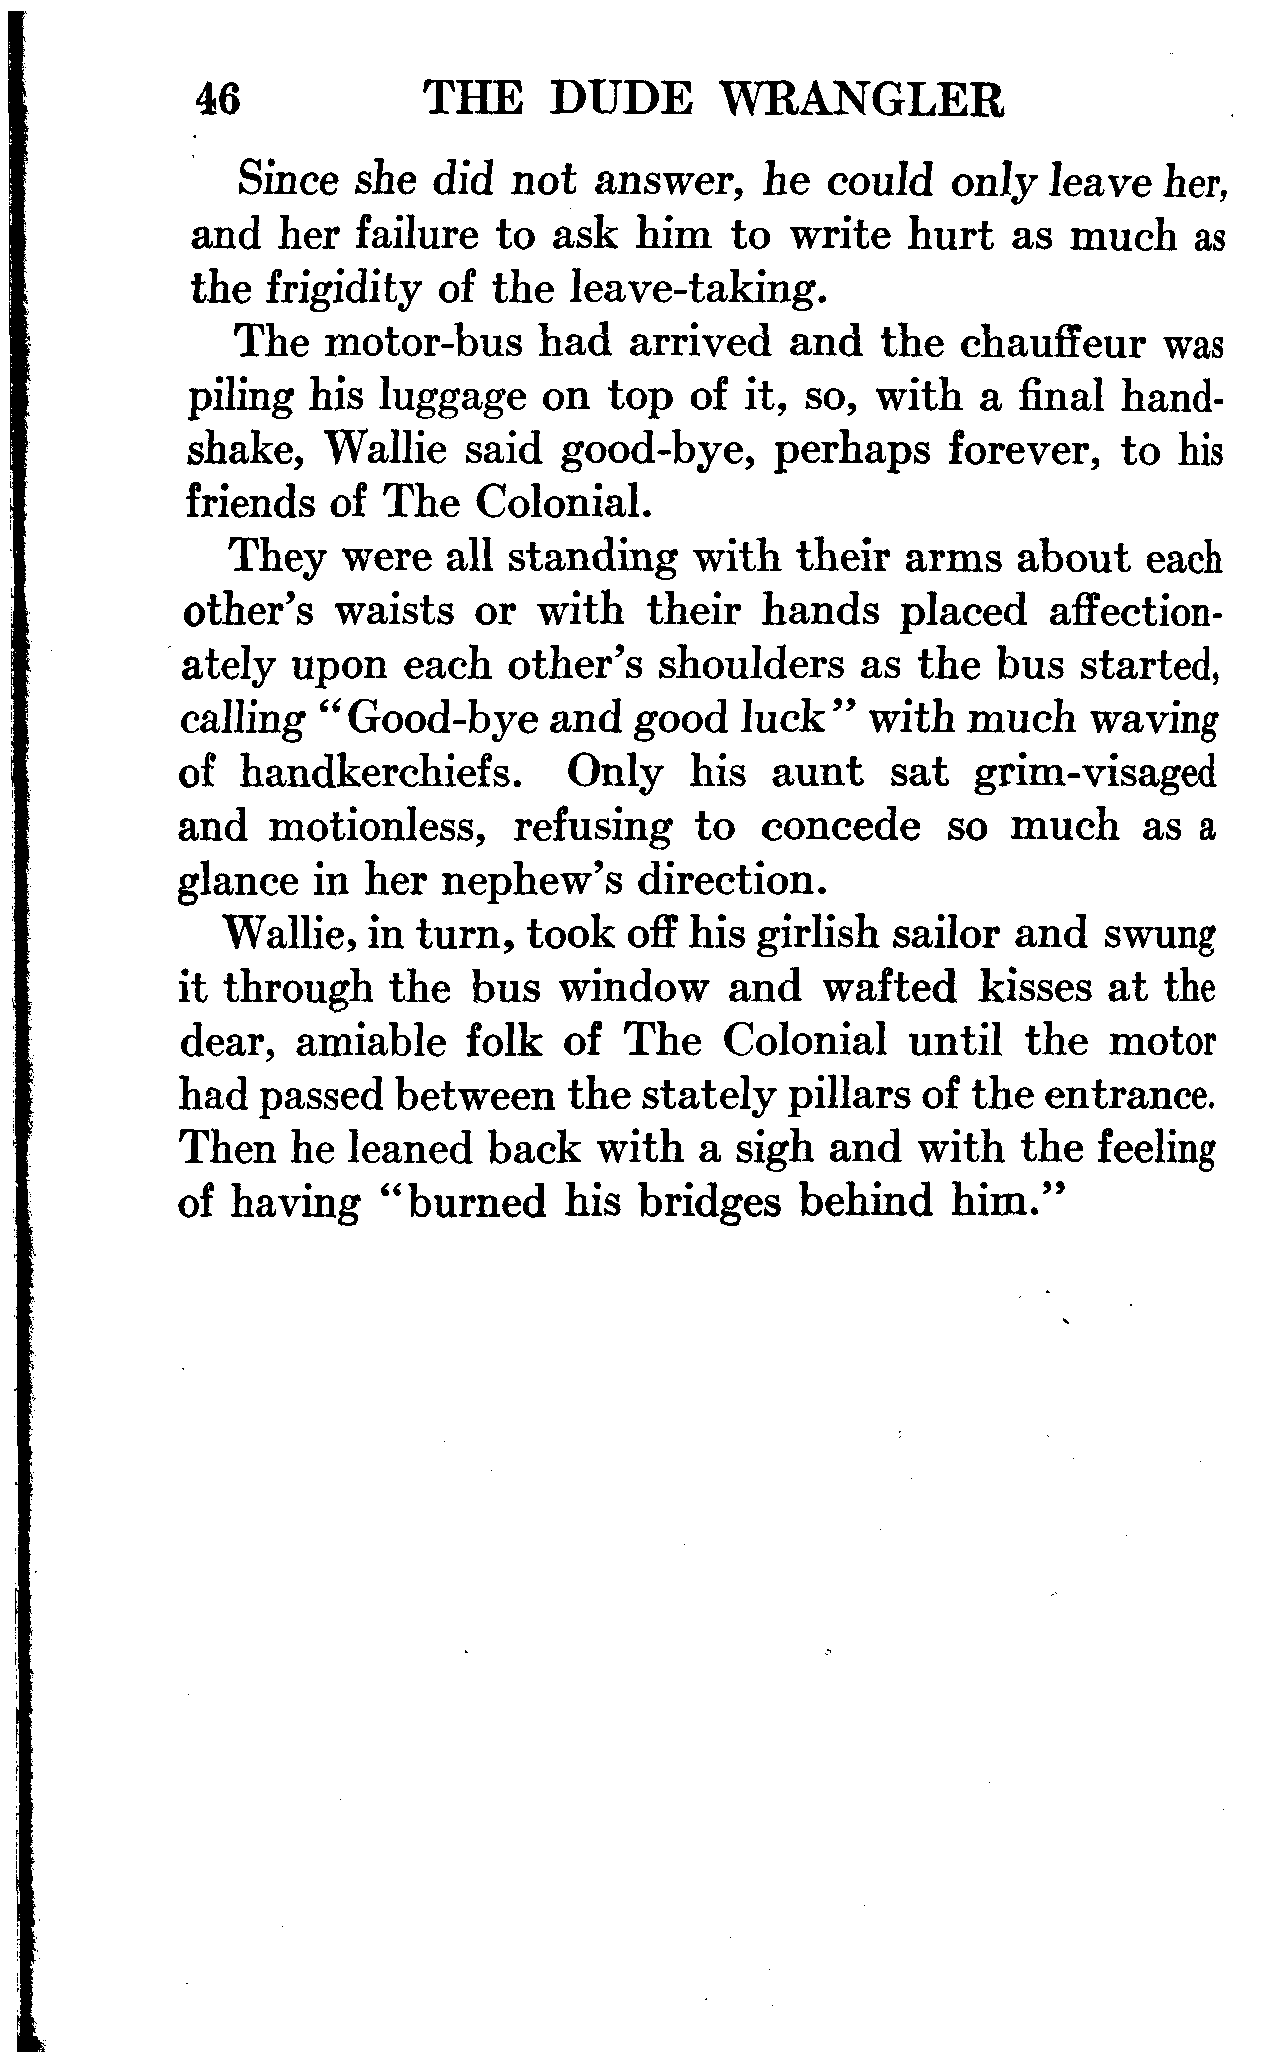 46 THE DUDE WRANGLER
Since she did not answer, he could only leave her,
and her failure to ask him to write hurt as much as
the frigidity of the leave-taking.
The motor-bus had arrived and the chauffeur was
piling his luggage on top of it, so, with a final hand-
shake, Wallie said good-bye, perhaps forever, to his
friends of The Colonial.
They were all standing with their arms about each
other's waists or with their hands placed affection-
ately upon each other's shoulders as the bus started,
calling "Good-bye and good luck" with much waving
of handkerchiefs. Only his aunt sat grim-visaged
and motionless, refusing to concede so much as a
glance in her nephew's direction.
Wallie, in turn, took off his girlish sailor and swung
it through the bus window and wafted kisses at the
dear, amiable folk of The Colonial until the motor
had passed between the stately pillars of the entrance.
Then he leaned back with a sigh and with the feeling
of having "burned his bridges behind him."